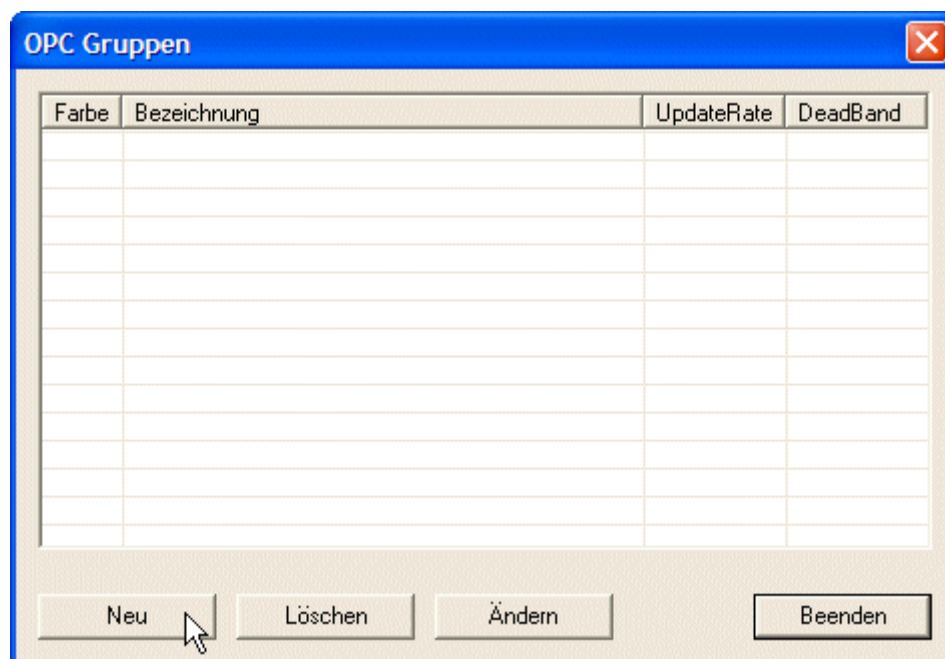 OPC Gruppen
Farbe Bezeichnung UpdateRate DeadBand
Neu Löschen Ändern Beenden